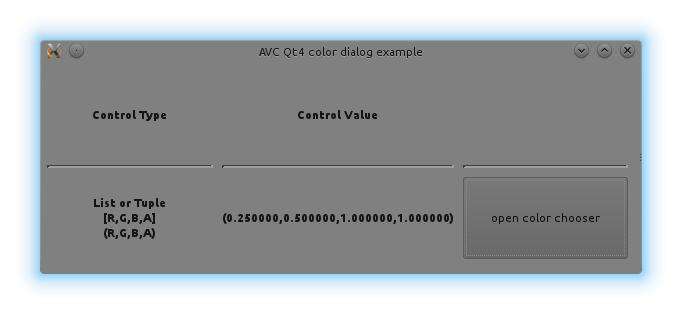 AVC Qt4 color dialog example
Control Type
Control Value
List or Tuple
[R,G,B,A]
(R,G,B,A)
(0.250000,0.500000,1.000000,1.000000)
open color chooser